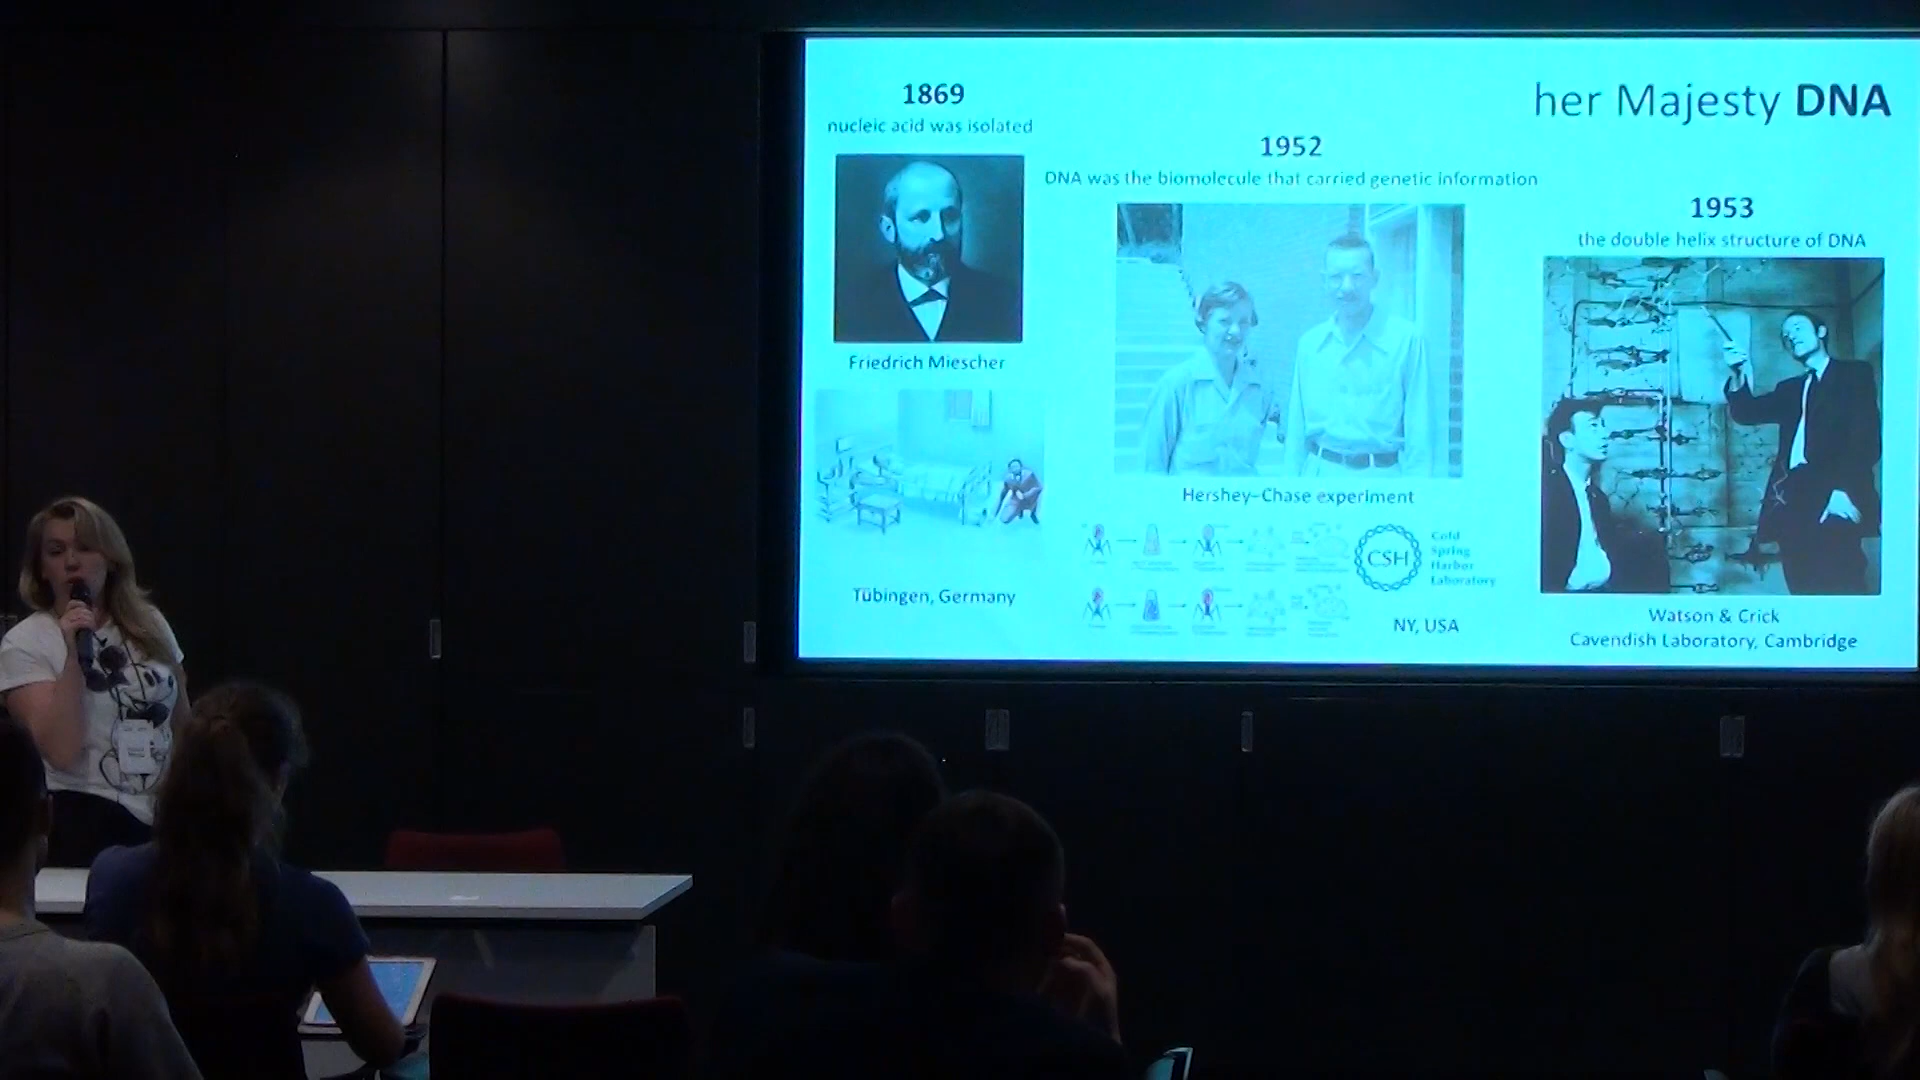 her Majesty DNA
1869
nucleic acid was isolated
Friedrich Miescher
Tübingen, Germany
1952
DNA was the biomolecule that carried genetic information
Hershey–Chase experiment
CSH
Cold
Spring
Harbor
Laboratory
NY, USA
1953
the double helix structure of DNA
Watson & Crick
Cavendish Laboratory, Cambridge